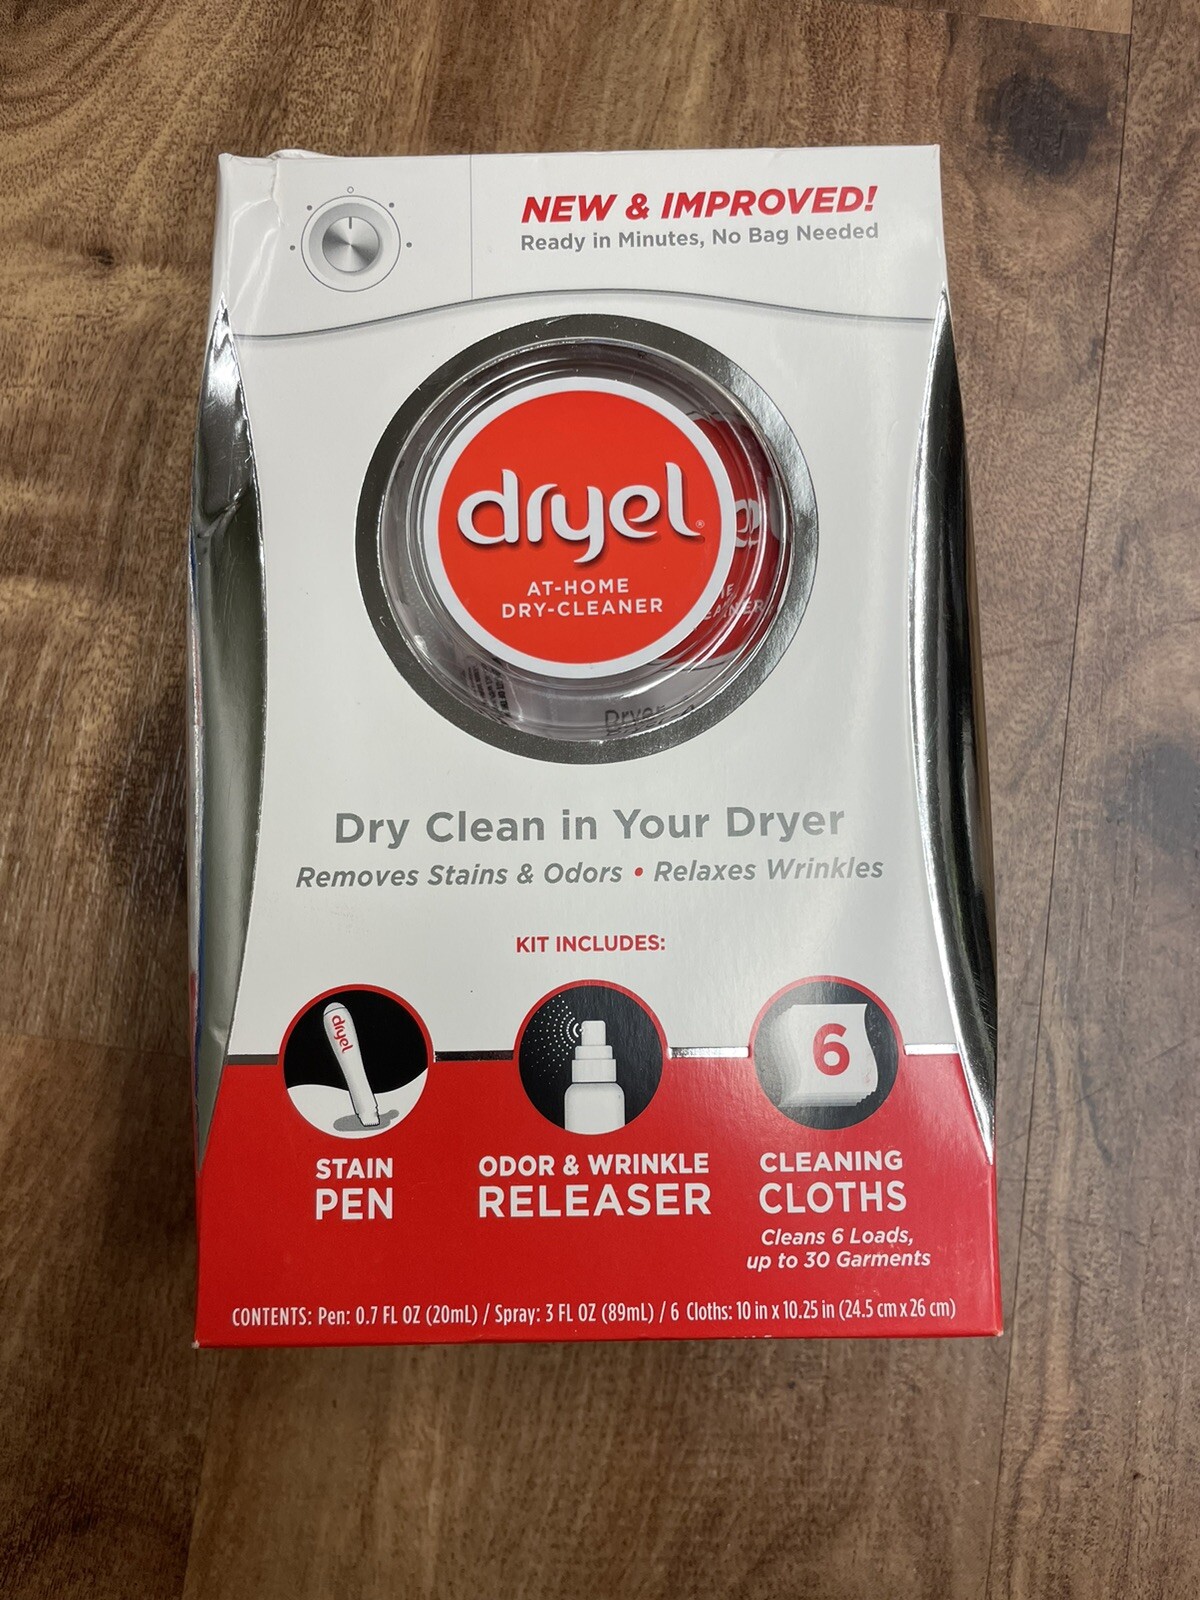 NEW & IMPROVED!
Ready in Minutes, No Bag Needed
dryel®
AT-HOME
DRY-CLEANER
Dryer
Dry Clean in Your Dryer
Removes Stains & Odors • Relaxes Wrinkles
KIT INCLUDES:
dryel
6
STAIN
PEN
ODOR & WRINKLE
RELEASER
CLEANING
CLOTHS
Cleans 6 Loads,
up to 30 Garments
CONTENTS: Pen: 0.7 FL OZ (20mL) / Spray: 3 FL OZ (89mL) / 6 Cloths: 10 in x 10.25 in (24.5 cm x 26 cm)